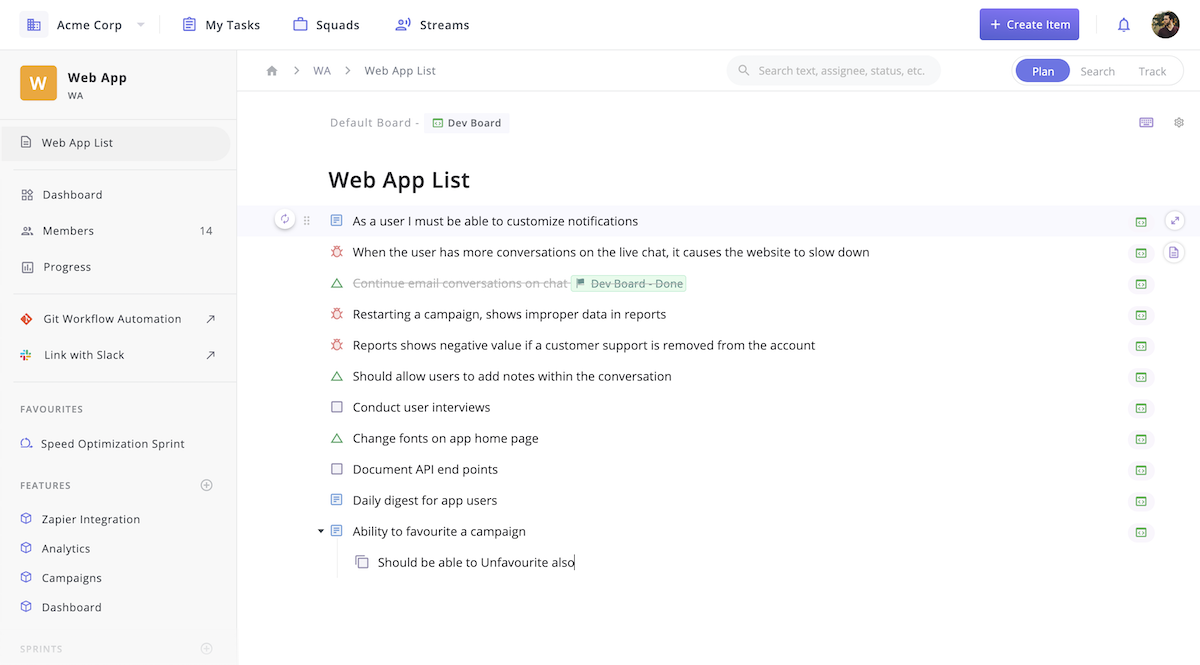 Acme Corp
My Tasks
Squads
Streams
+ Create Item
W
Web App
WA
WA
Web App List
Search text, assignee, status, etc.
Plan
Search
Track
Web App List
Dashboard
Members 14
Progress
Git Workflow Automation
Link with Slack
FAVOURITES
Speed Optimization Sprint
FEATURES
Zapier Integration
Analytics
Campaigns
Dashboard
SPRINTS
Default Board - Dev Board
Web App List
As a user I must be able to customize notifications
When the user has more conversations on the live chat, it causes the website to slow down
Continue email conversations on chat Dev Board - Done
Restarting a campaign, shows improper data in reports
Reports shows negative value if a customer support is removed from the account
Should allow users to add notes within the conversation
Conduct user interviews
Change fonts on app home page
Document API end points
Daily digest for app users
Ability to favourite a campaign
Should be able to Unfavourite also